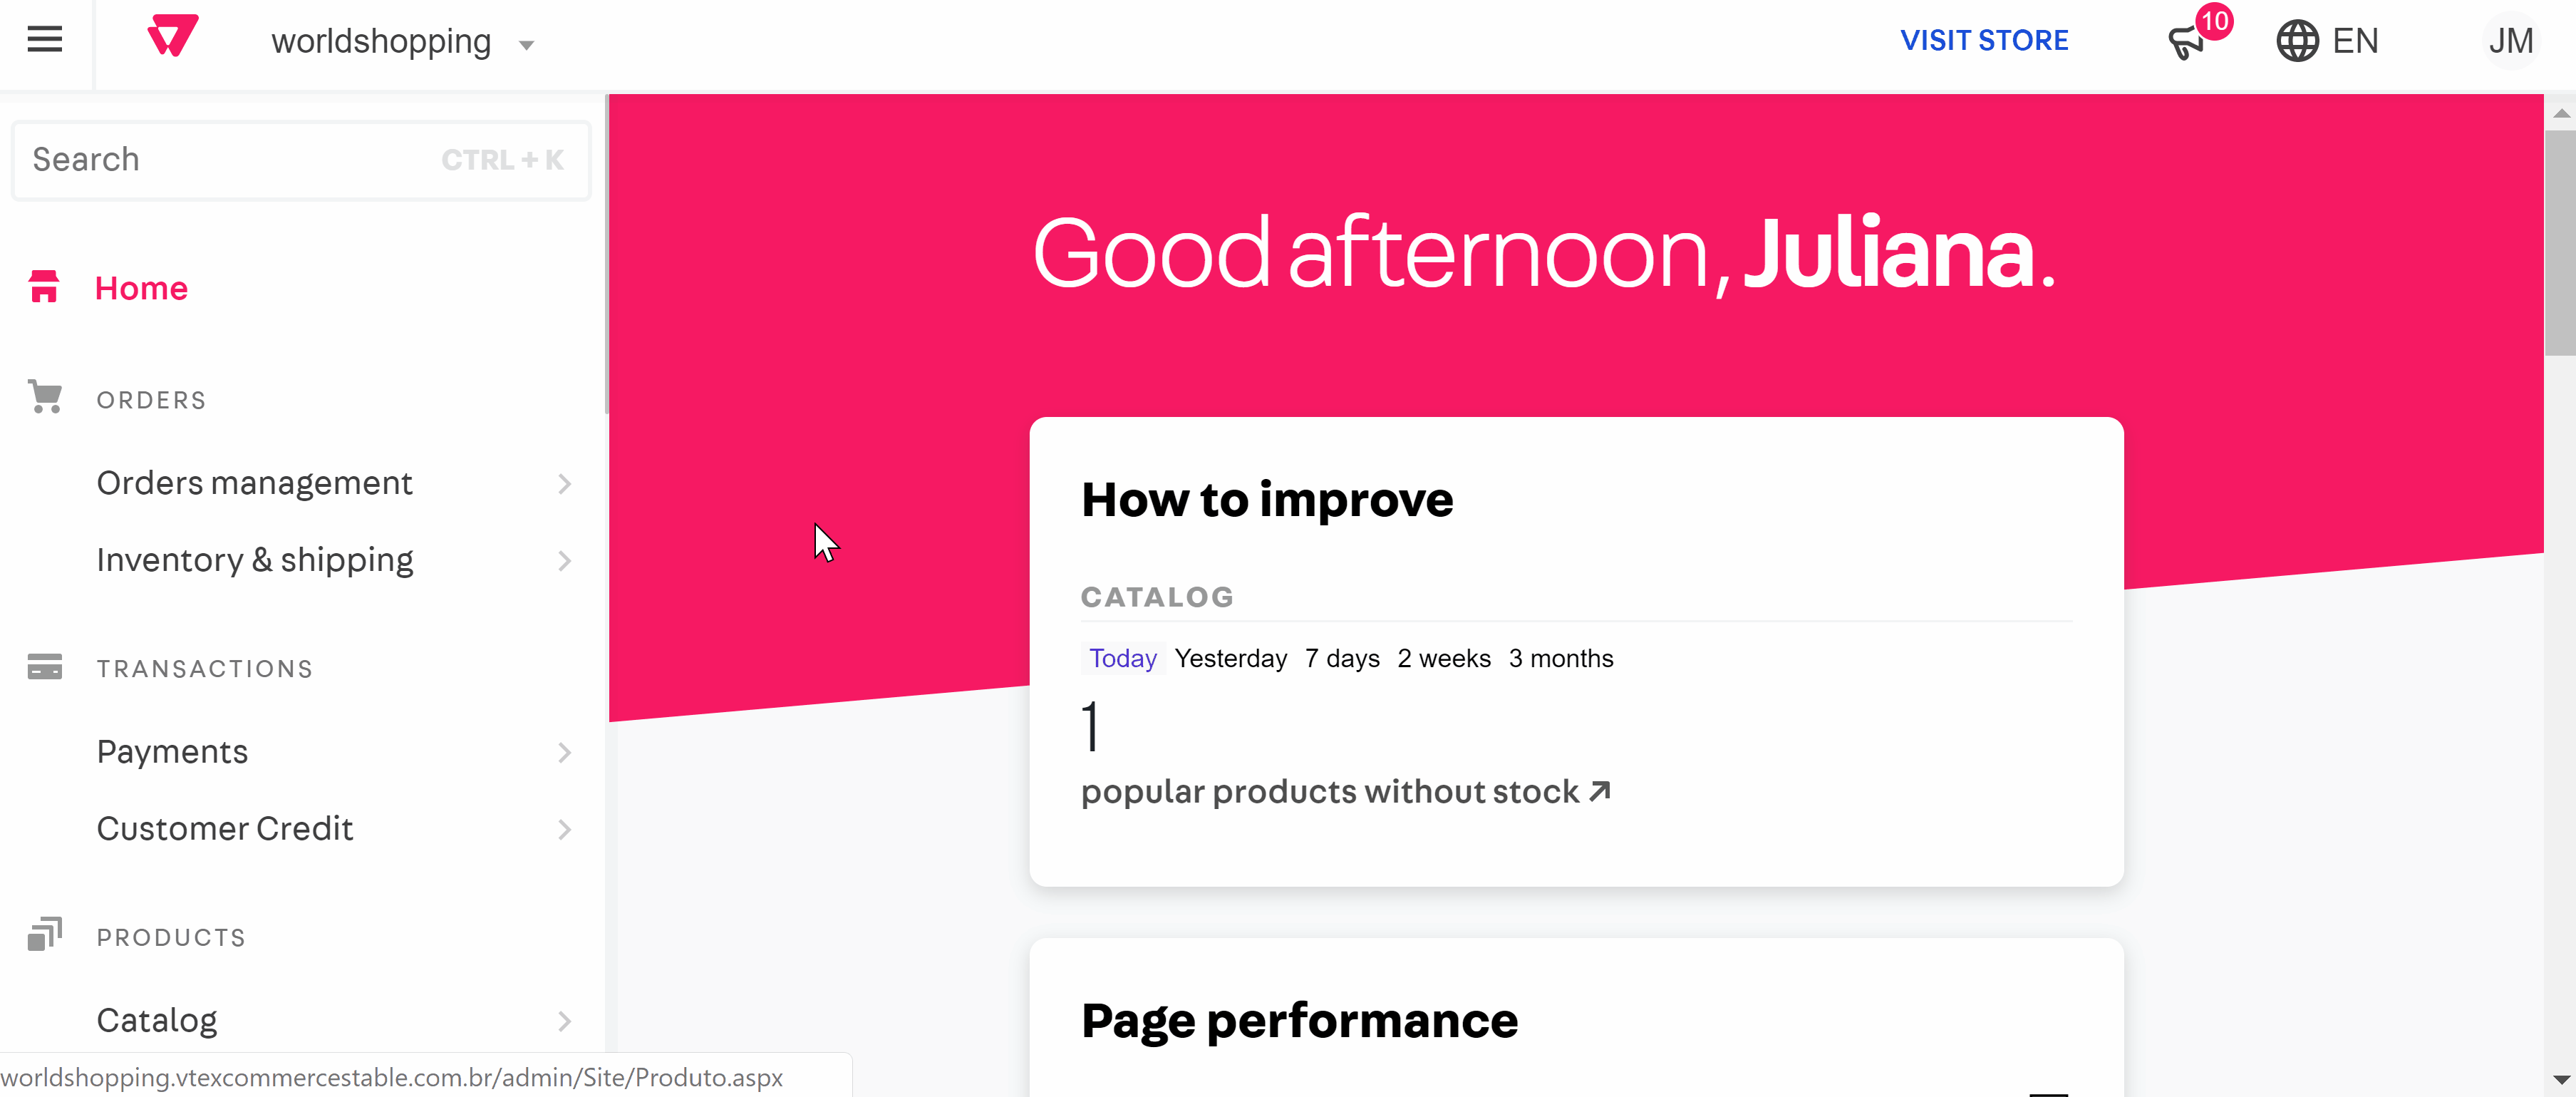 worldshopping
VISIT STORE
10
EN
JM
Search
CTRL + K
Home
ORDERS
Orders management
Inventory & shipping
TRANSACTIONS
Payments
Customer Credit
PRODUCTS
Catalog
worldshopping.vtexcommercestable.com.br/admin/Site/Produto.aspx
Good afternoon, Juliana.
How to improve
CATALOG
Today Yesterday 7 days 2 weeks 3 months
1
popular products without stock
Page performance